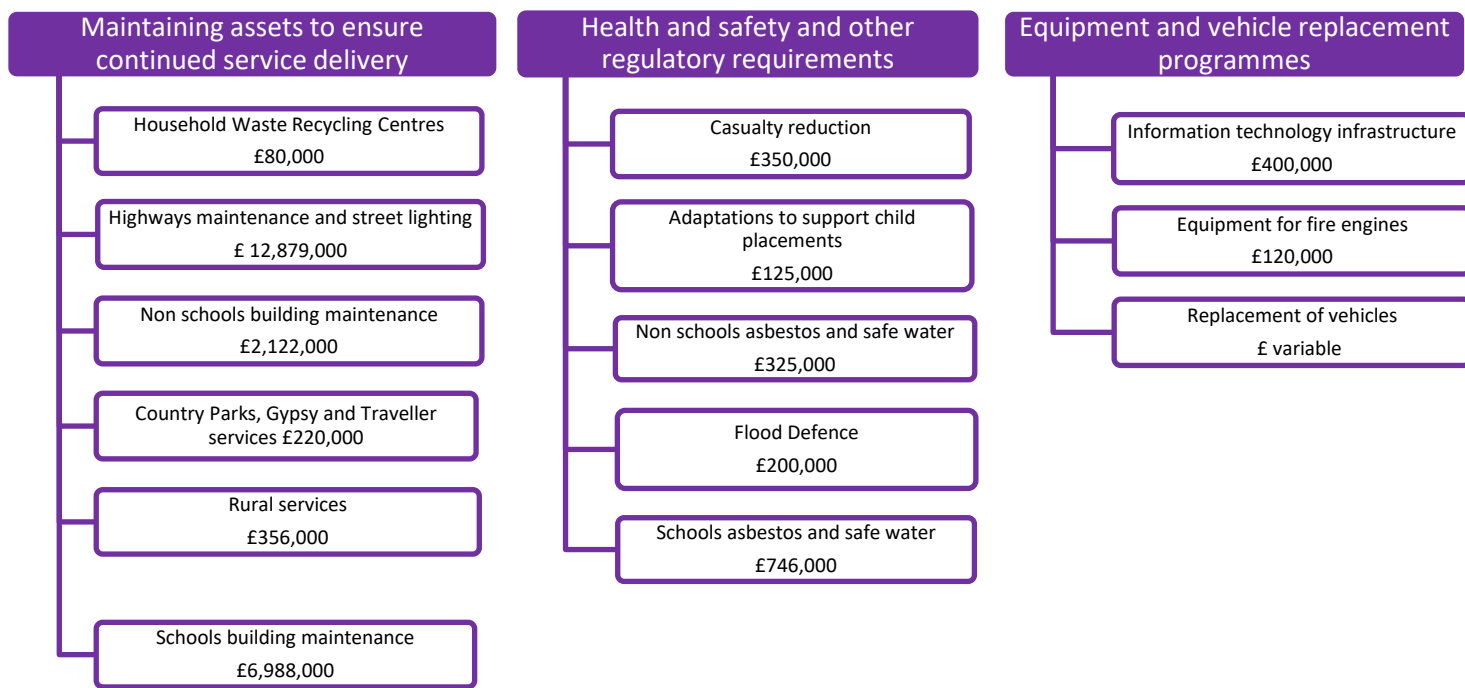 Maintaining assets to ensure
continued service delivery
Household Waste Recycling Centres
£80,000
Highways maintenance and street lighting
£ 12,879,000
Non schools building maintenance
£2,122,000
Country Parks, Gypsy and Traveller
services £220,000
Rural services
£356,000
Schools building maintenance
£6,988,000
Health and safety and other
regulatory requirements
Casualty reduction
£350,000
Adaptations to support child
placements
£125,000
Non schools asbestos and safe water
£325,000
Flood Defence
£200,000
Schools asbestos and safe water
£746,000
Equipment and vehicle replacement
programmes
Information technology infrastructure
£400,000
Equipment for fire engines
£120,000
Replacement of vehicles
£ variable